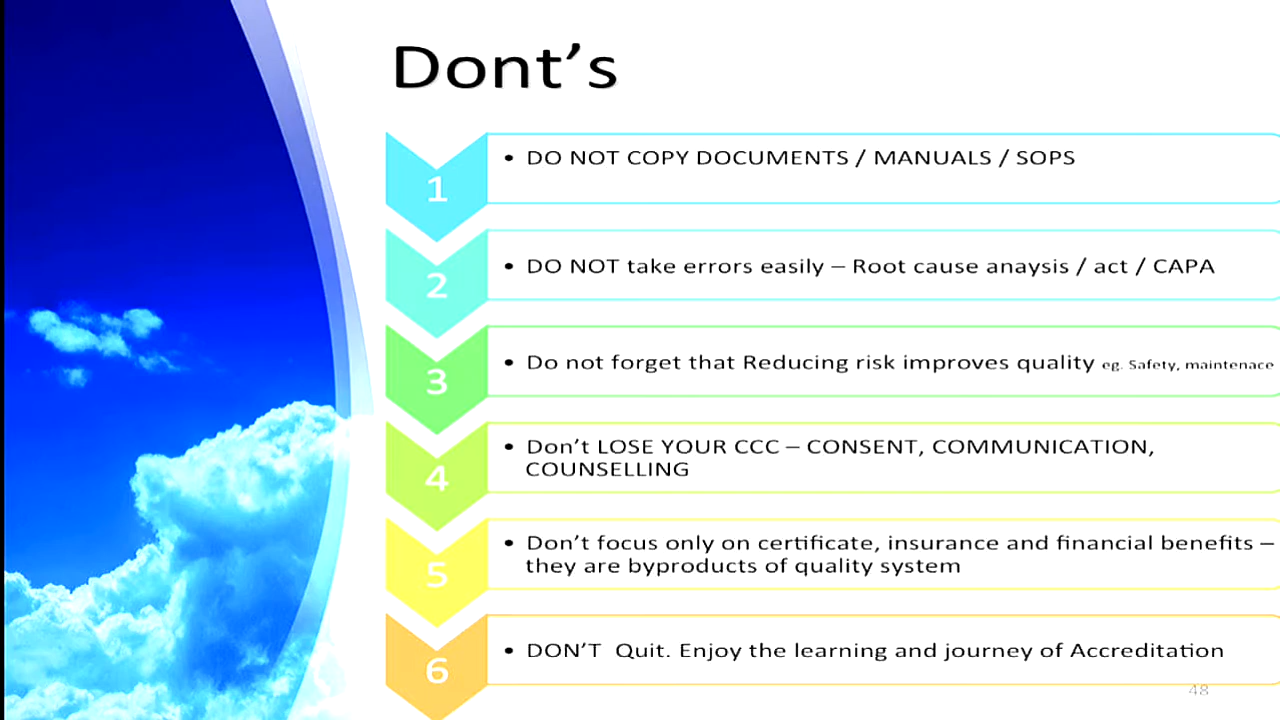 Dont’s
1
• DO NOT COPY DOCUMENTS / MANUALS / SOPS
2
• DO NOT take errors easily – Root cause anaysis / act / CAPA
3
• Do not forget that Reducing risk improves quality eg. Safety, maintenace
4
• Don’t LOSE YOUR CCC – CONSENT, COMMUNICATION,
COUNSELLING
5
• Don’t focus only on certificate, insurance and financial benefits –
they are byproducts of quality system
6
• DON’T  Quit. Enjoy the learning and journey of Accreditation
48